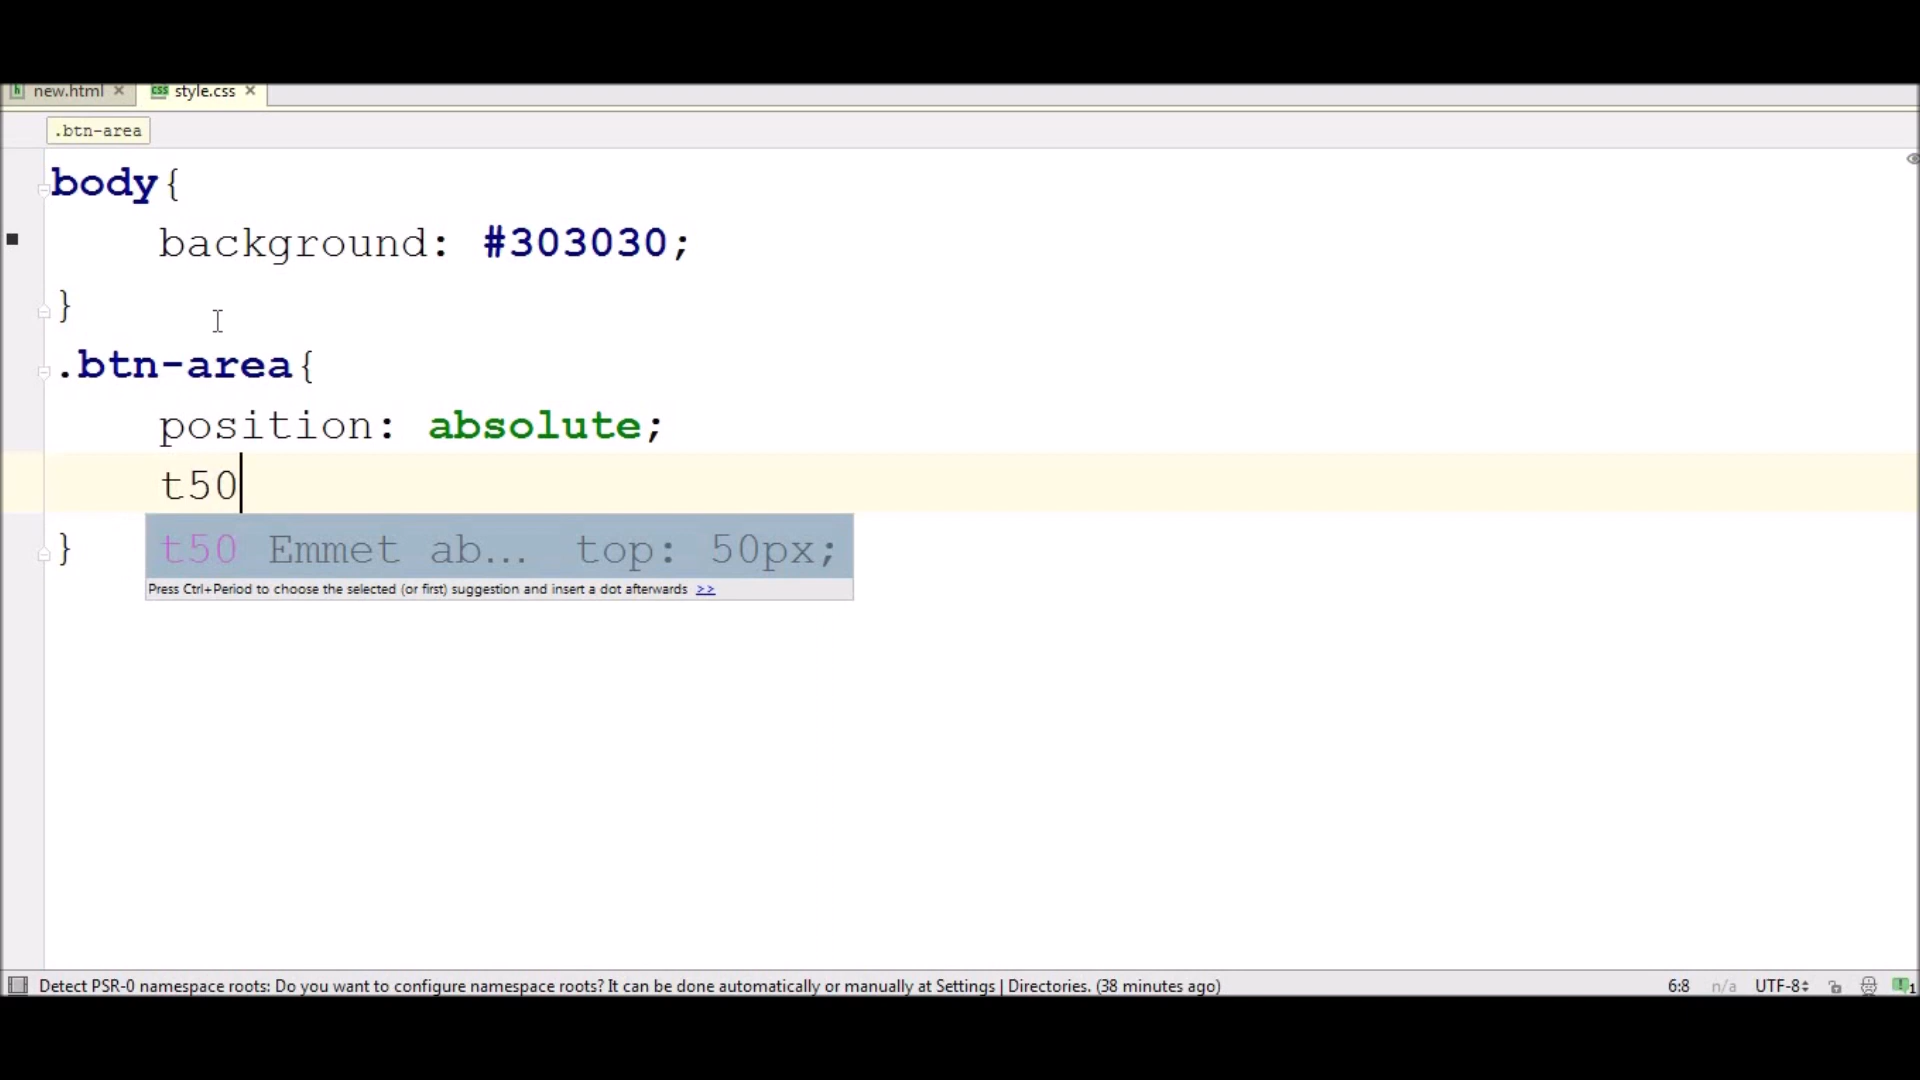 new.html
style.css
.btn-area
body{
background: #303030;
}
.btn-area{
position: absolute;
t50
}
t50 Emmet ab... top: 50px;
Press Ctrl+Period to choose the selected (or first) suggestion and insert a dot afterwards >>
Detect PSR-0 namespace roots: Do you want to configure namespace roots? It can be done automatically or manually at Settings | Directories. (38 minutes ago)
6:8 n/a UTF-8 1